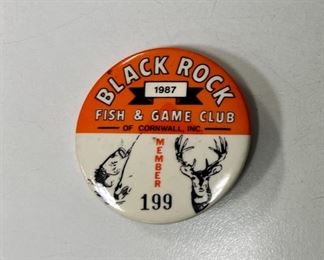 BLACK ROCK
1987
FISH & GAME CLUB
OF CORNWALL, INC.
MEMBER
199